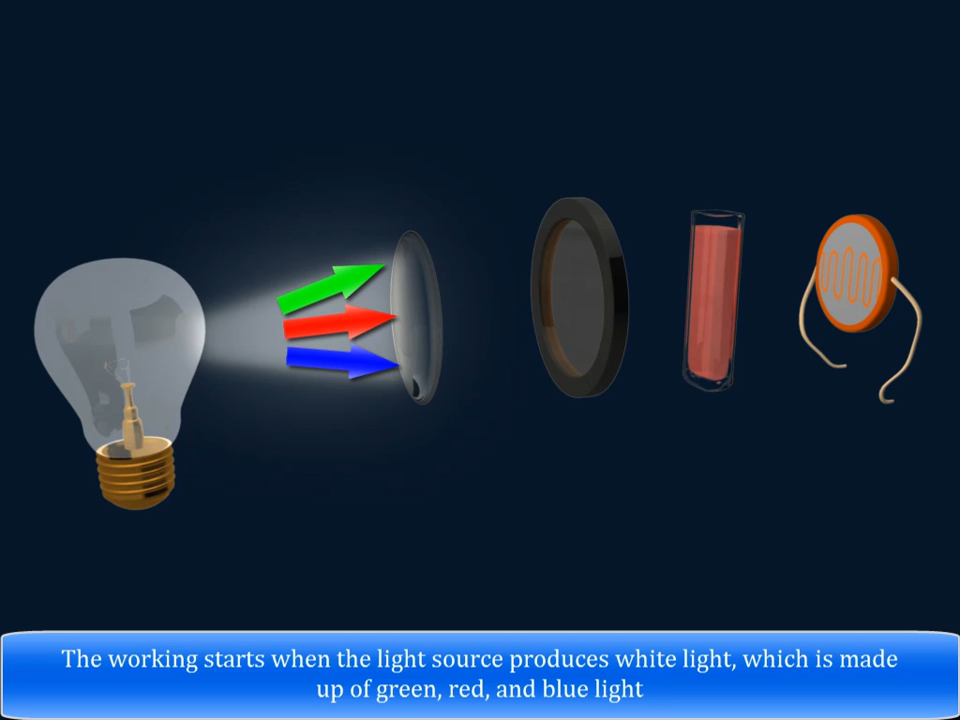 The working starts when the light source produces white light, which is made
up of green, red, and blue light